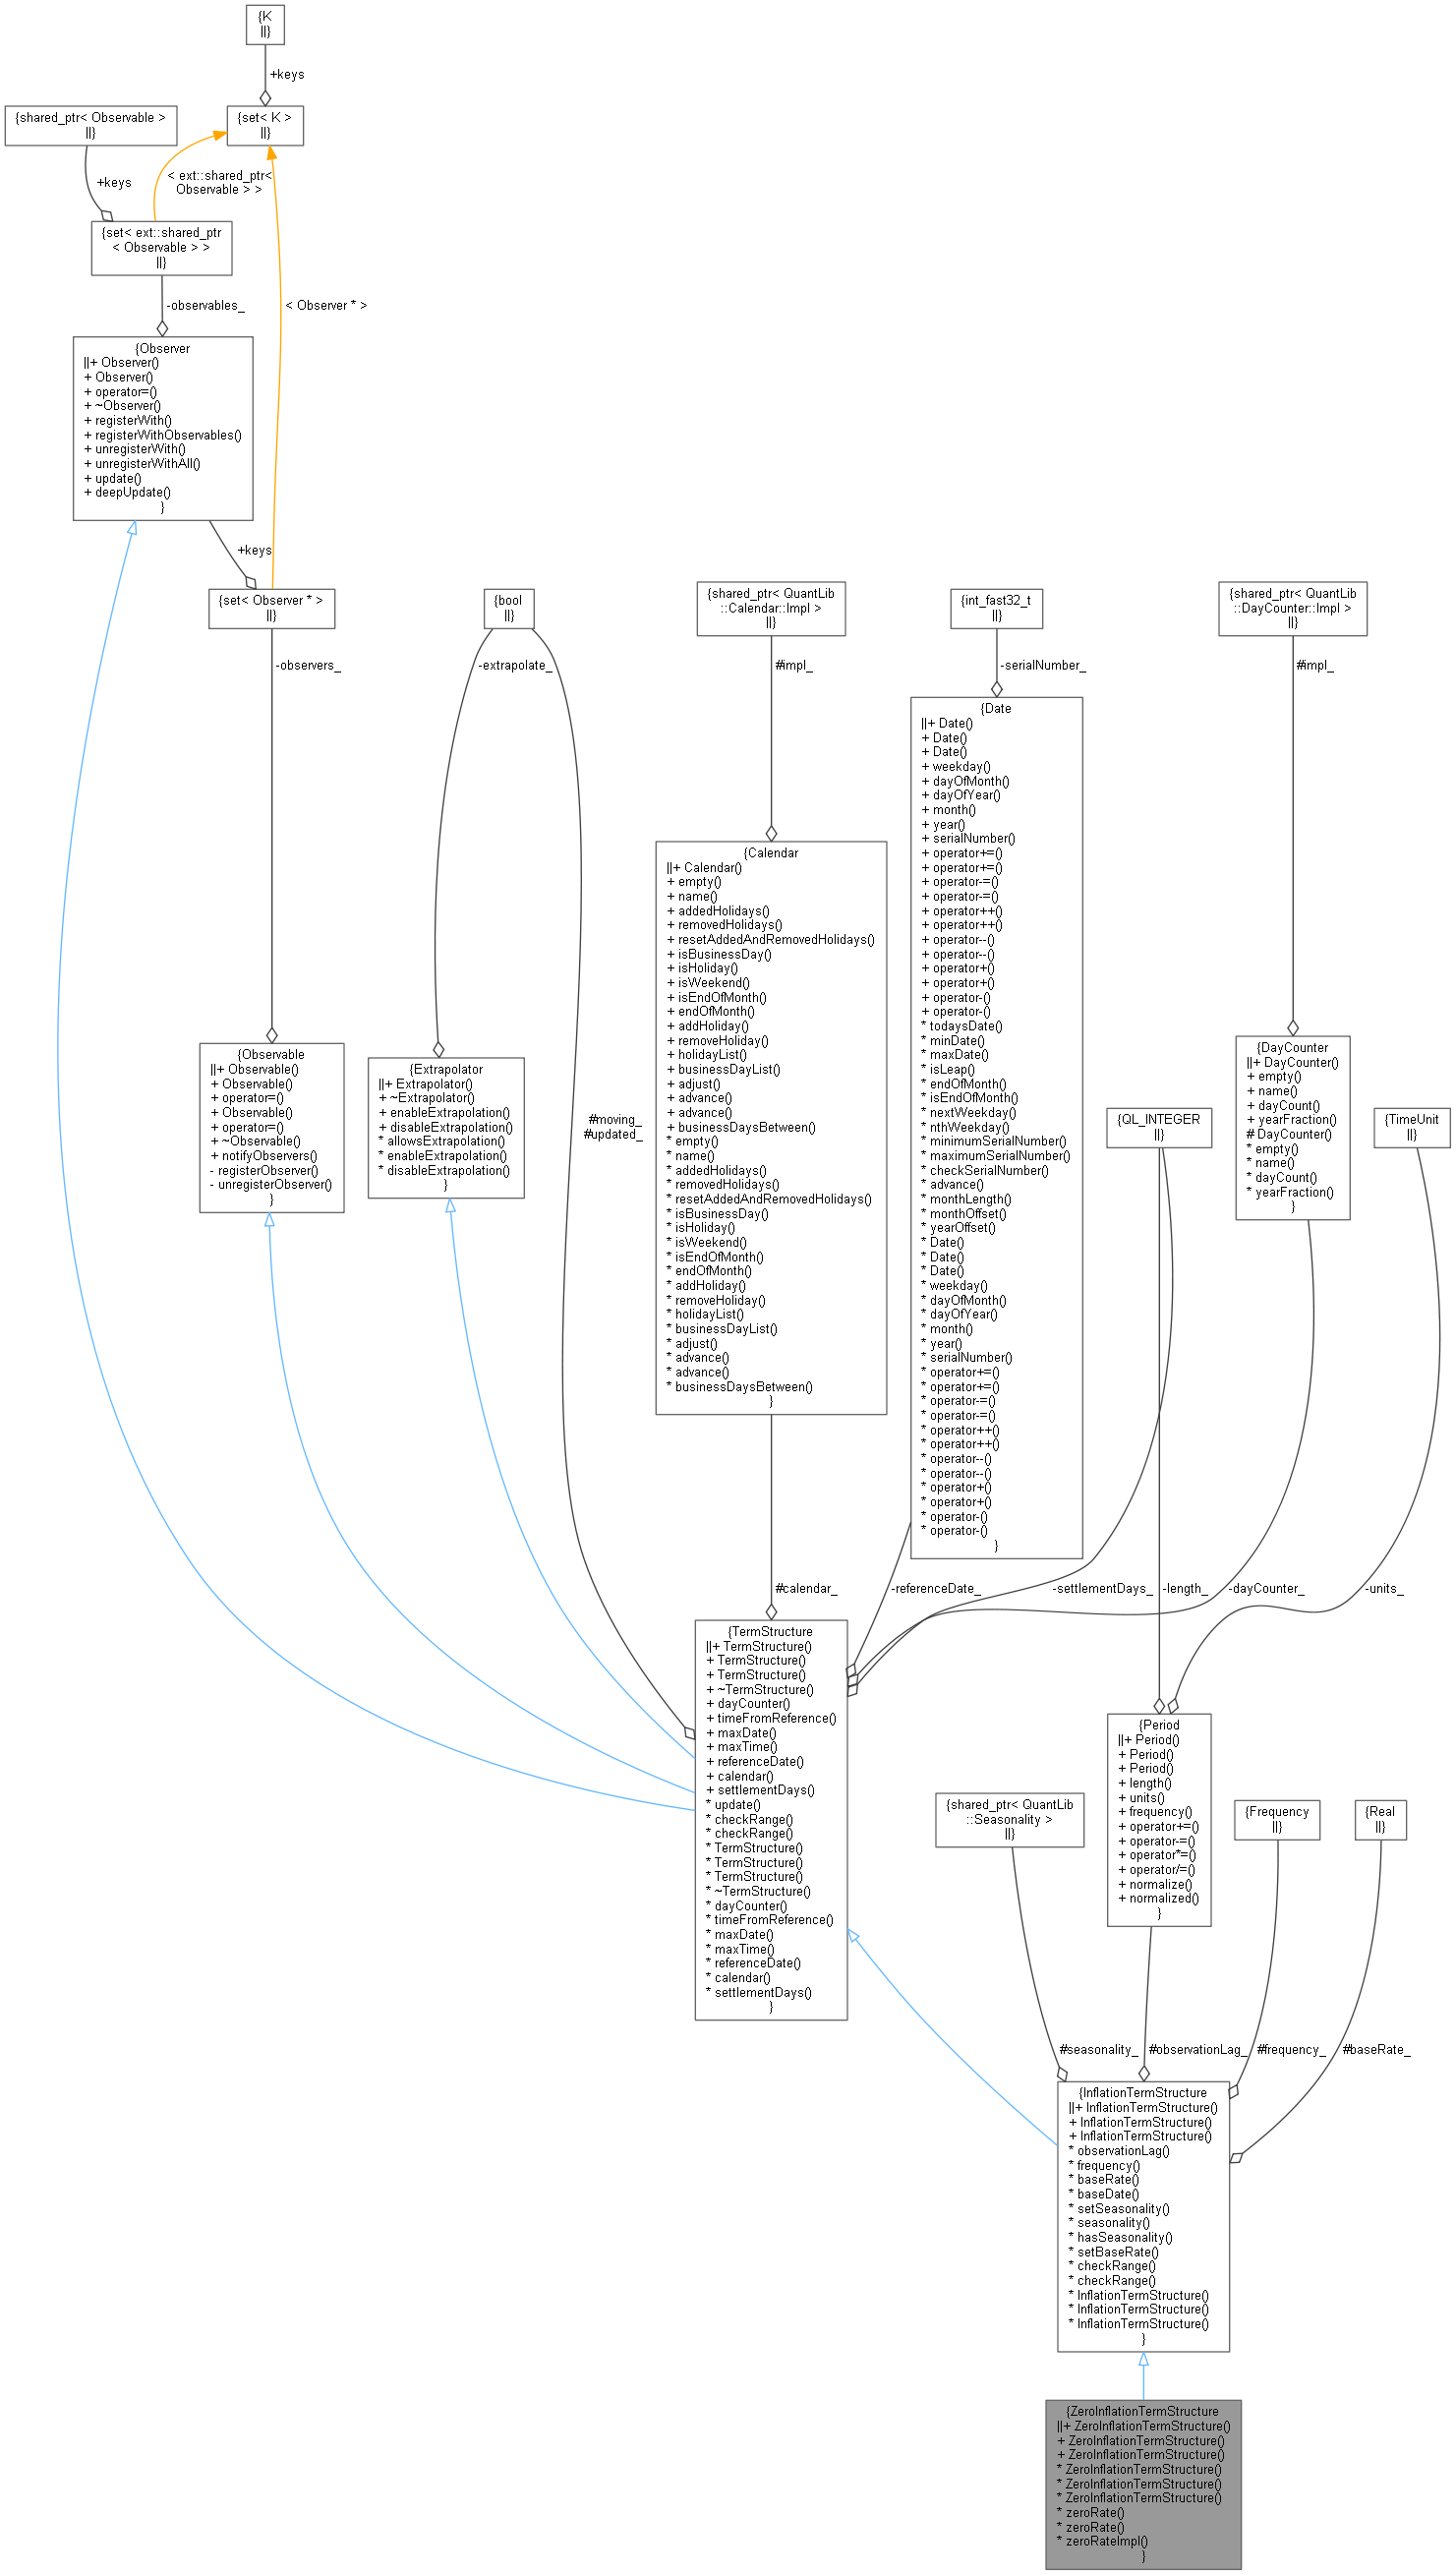 {K
||}
+keys
{shared_ptr< Observable >
||}
{set< K >
||}
+keys
< ext::shared_ptr<
Observable > >
{set< ext::shared_ptr
< Observable > >
||}
-observables_
< Observer * >
{Observer
||+ Observer()
+ Observer()
+ operator=()
+ ~Observer()
+ registerWith()
+ registerWithObservables()
+ unregisterWith()
+ unregisterWithAll()
+ update()
+ deepUpdate()
}
+keys
{set< Observer * >
||}
{bool
||}
{shared_ptr< QuantLib
::Calendar::Impl >
||}
{int_fast32_t
||}
{shared_ptr< QuantLib
::DayCounter::Impl >
||}
-observers_
-extrapolate_
#impl_
-serialNumber_
#impl_
{Date
||+ Date()
+ Date()
+ Date()
+ weekday()
+ dayOfMonth()
+ dayOfYear()
+ month()
+ year()
+ serialNumber()
+ operator+=()
+ operator+=()
+ operator-=()
+ operator-=()
+ operator++()
+ operator++()
+ operator--()
+ operator--()
+ operator+()
+ operator+()
+ operator-()
+ operator-()
* todaysDate()
* minDate()
* maxDate()
* isLeap()
* endOfMonth()
* isEndOfMonth()
* nextWeekday()
* nthWeekday()
* minimumSerialNumber()
* maximumSerialNumber()
* checkSerialNumber()
* advance()
* monthLength()
* monthOffset()
* yearOffset()
* Date()
* Date()
* Date()
* weekday()
* dayOfMonth()
* dayOfYear()
* month()
* year()
* serialNumber()
* operator+=()
* operator+=()
* operator-=()
* operator-=()
* operator++()
* operator++()
* operator--()
* operator--()
* operator+()
* operator+()
* operator-()
* operator-()
}
{Calendar
||+ Calendar()
+ empty()
+ name()
+ addedHolidays()
+ removedHolidays()
+ resetAddedAndRemovedHolidays()
+ isBusinessDay()
+ isHoliday()
+ isWeekend()
+ isEndOfMonth()
+ endOfMonth()
+ addHoliday()
+ removeHoliday()
+ holidayList()
+ businessDayList()
+ adjust()
+ advance()
+ advance()
+ businessDaysBetween()
* empty()
* name()
* addedHolidays()
* removedHolidays()
* resetAddedAndRemovedHolidays()
* isBusinessDay()
* isHoliday()
* isWeekend()
* isEndOfMonth()
* endOfMonth()
* addHoliday()
* removeHoliday()
* holidayList()
* businessDayList()
* adjust()
* advance()
* advance()
* businessDaysBetween()
}
{Observable
||+ Observable()
+ Observable()
+ operator=()
+ Observable()
+ operator=()
+ ~Observable()
+ notifyObservers()
- registerObserver()
- unregisterObserver()
}
{Extrapolator
||+ Extrapolator()
+ ~Extrapolator()
+ enableExtrapolation()
+ disableExtrapolation()
* allowsExtrapolation()
* enableExtrapolation()
* disableExtrapolation()
}
#moving_
#updated_
{QL_INTEGER
||}
{DayCounter
||+ DayCounter()
+ empty()
+ name()
+ dayCount()
+ yearFraction()
# DayCounter()
* empty()
* name()
* dayCount()
* yearFraction()
}
{TimeUnit
||}
#calendar_
-referenceDate_
-settlementDays_
-length_
-dayCounter_
-units_
{TermStructure
||+ TermStructure()
+ TermStructure()
+ TermStructure()
+ ~TermStructure()
+ dayCounter()
+ timeFromReference()
+ maxDate()
+ maxTime()
+ referenceDate()
+ calendar()
+ settlementDays()
* update()
* checkRange()
* checkRange()
* TermStructure()
* TermStructure()
* TermStructure()
* ~TermStructure()
* dayCounter()
* timeFromReference()
* maxDate()
* maxTime()
* referenceDate()
* calendar()
* settlementDays()
}
{Period
||+ Period()
+ Period()
+ Period()
+ length()
+ units()
+ frequency()
+ operator+=()
+ operator-=()
+ operator*=()
+ operator/=()
+ normalize()
+ normalized()
}
{shared_ptr< QuantLib
::Seasonality >
||}
{Frequency
||}
{Real
||}
#seasonality_
#observationLag_
#frequency_
#baseRate_
{InflationTermStructure
||+ InflationTermStructure()
+ InflationTermStructure()
+ InflationTermStructure()
* observationLag()
* frequency()
* baseRate()
* baseDate()
* setSeasonality()
* seasonality()
* hasSeasonality()
* setBaseRate()
* checkRange()
* checkRange()
* InflationTermStructure()
* InflationTermStructure()
* InflationTermStructure()
}
{ZeroInflationTermStructure
||+ ZeroInflationTermStructure()
+ ZeroInflationTermStructure()
+ ZeroInflationTermStructure()
* ZeroInflationTermStructure()
* ZeroInflationTermStructure()
* ZeroInflationTermStructure()
* zeroRate()
* zeroRate()
* zeroRateImpl()
}